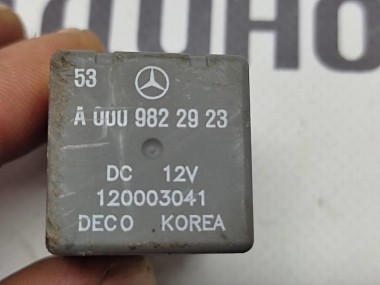 53
A 000 982 29 23
DC 12V
120003041
DECO KOREA